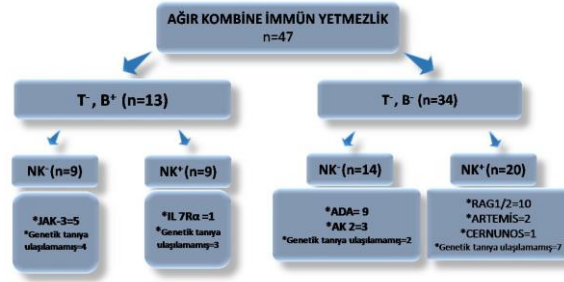 AĞIR KOMBİNE İMMÜN YETMEZLİK
n=47
T⁻, B⁺ (n=13)
T⁻, B⁻ (n=34)
NK⁻(n=9)
NK⁺(n=9)
NK⁻(n=14)
NK⁺(n=20)
*JAK-3=5
*Genetik tanıya
ulaşılamamış=4
*IL 7Rα =1
*Genetik tanıya
ulaşılamamış=3
*ADA= 9
*AK 2=3
*Genetik tanıya ulaşılamamış=2
*RAG1/2=10
*ARTEMİS=2
*CERNUNOS=1
*Genetik tanıya ulaşılamamış=7